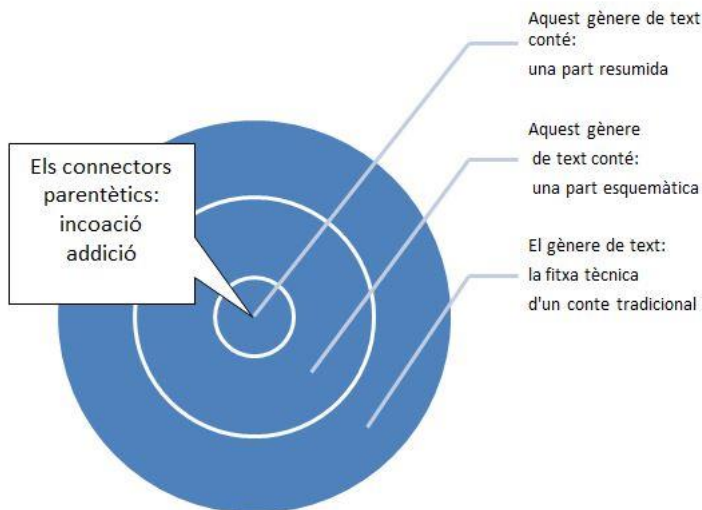 Aquest gènere de text
conté:
una part resumida
Els connectors
parentètics:
incoació
addició
Aquest gènere
de text conté:
una part esquemàtica
El gènere de text:
la fitxa tècnica
d'un conte tradicional